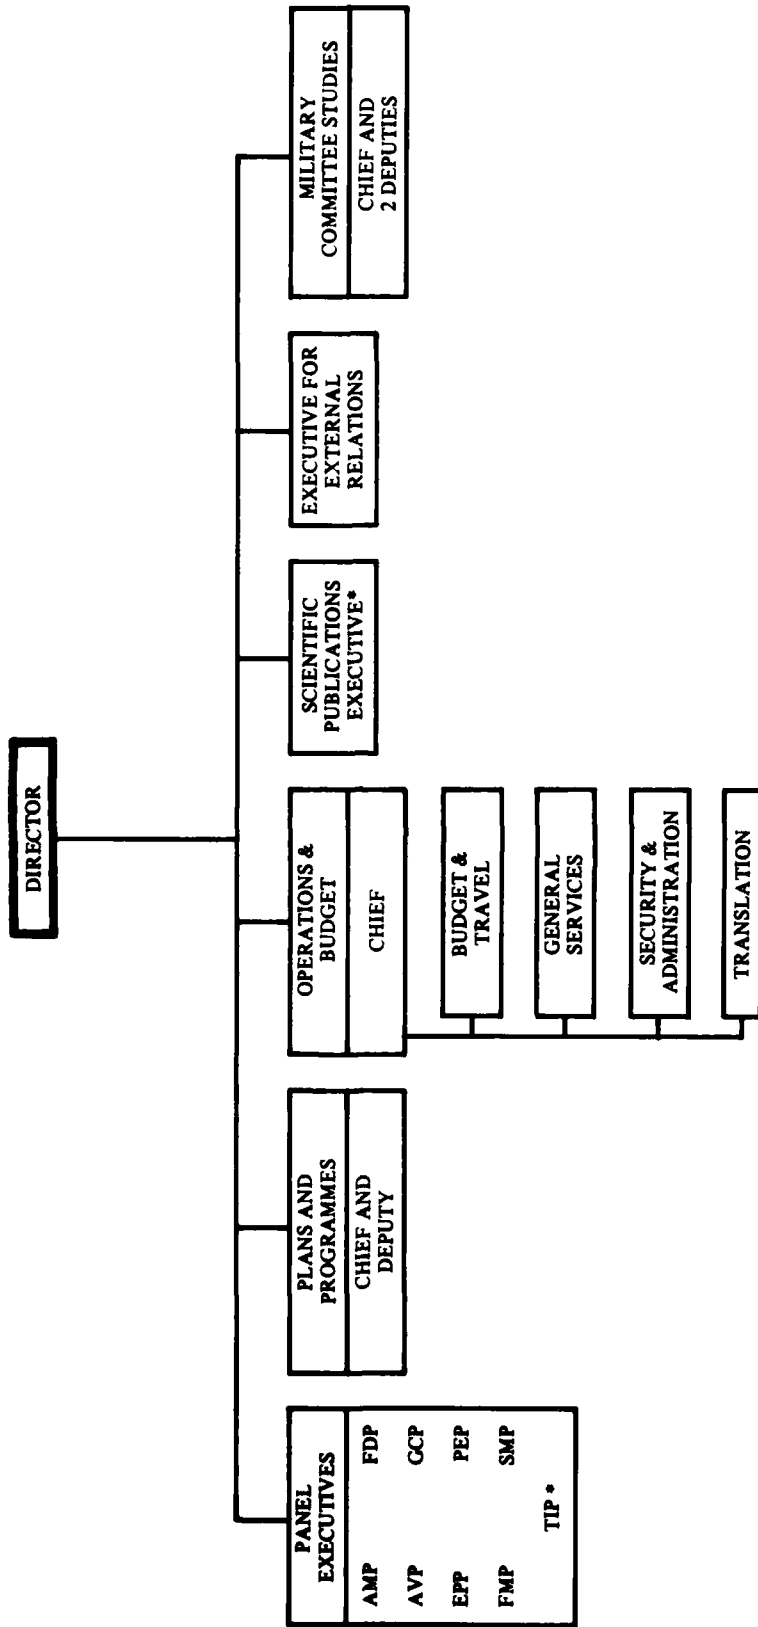 DIRECTOR
PANEL
EXECUTIVES
AMP FDP
AVP GCP
EPP PEP
FMP SMP
TIP *
PLANS AND
PROGRAMMES
CHIEF AND
DEPUTY
OPERATIONS &
BUDGET
CHIEF
BUDGET &
TRAVEL
GENERAL
SERVICES
SECURITY &
ADMINISTRATION
TRANSLATION
SCIENTIFIC
PUBLICATIONS
EXECUTIVE*
EXECUTIVE FOR
EXTERNAL
RELATIONS
MILITARY
COMMITTEE STUDIES
CHIEF AND
2 DEPUTIES